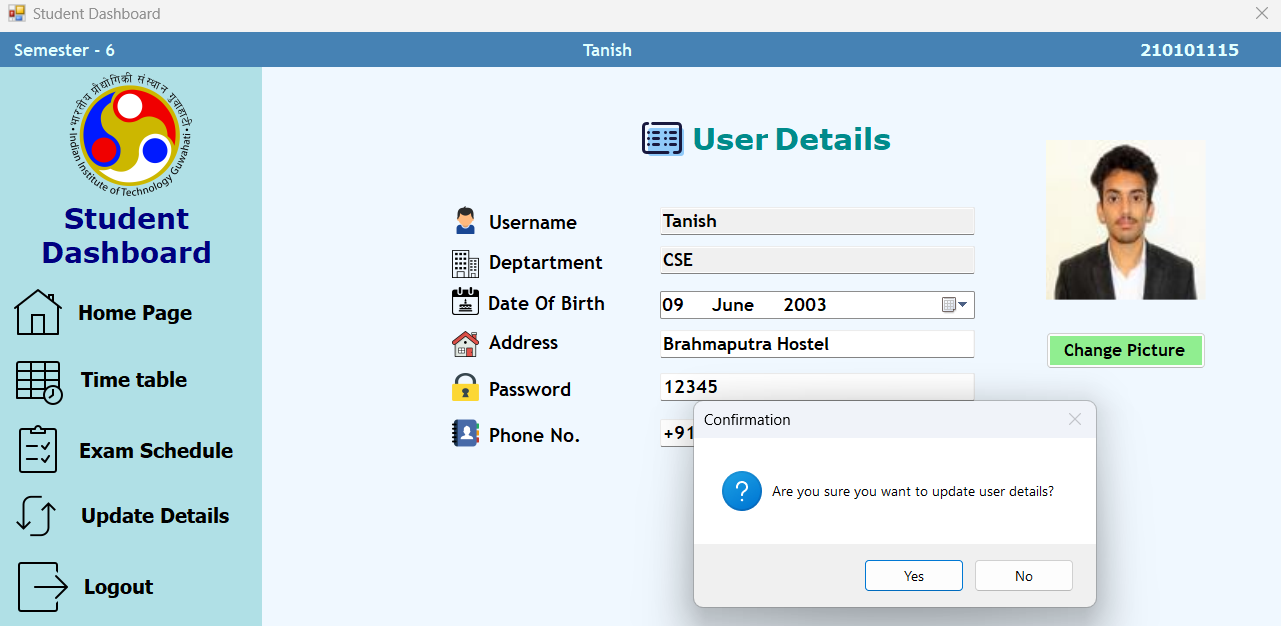 Student Dashboard
Semester - 6 Tanish 210101115
भारतीय प्रौद्योगिकी संस्थान गुवाहाटी
Indian Institute of Technology Guwahati
Student
Dashboard
Home Page
Time table
Exam Schedule
Update Details
Logout
User Details
Username Tanish
Deptartment CSE
Date Of Birth 09 June 2003
Address Brahmaputra Hostel
Password 12345
Phone No. +91
Change Picture
Confirmation
Are you sure you want to update user details?
Yes No